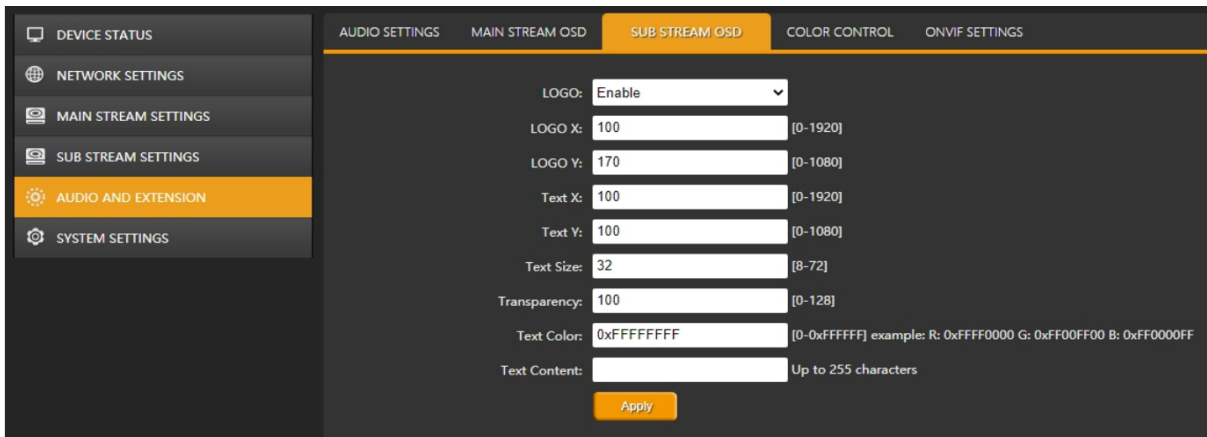 DEVICE STATUS
NETWORK SETTINGS
MAIN STREAM SETTINGS
SUB STREAM SETTINGS
AUDIO AND EXTENSION
SYSTEM SETTINGS
AUDIO SETTINGS MAIN STREAM OSD SUB STREAM OSD COLOR CONTROL ONVIF SETTINGS
LOGO: Enable
LOGO X: 100 [0-1920]
LOGO Y: 170 [0-1080]
Text X: 100 [0-1920]
Text Y: 100 [0-1080]
Text Size: 32 [8-72]
Transparency: 100 [0-128]
Text Color: 0xFFFFFFFF [0-0xFFFFFF] example: R: 0xFFFF0000 G: 0xFF00FF00 B: 0xFF0000FF
Text Content: Up to 255 characters
Apply